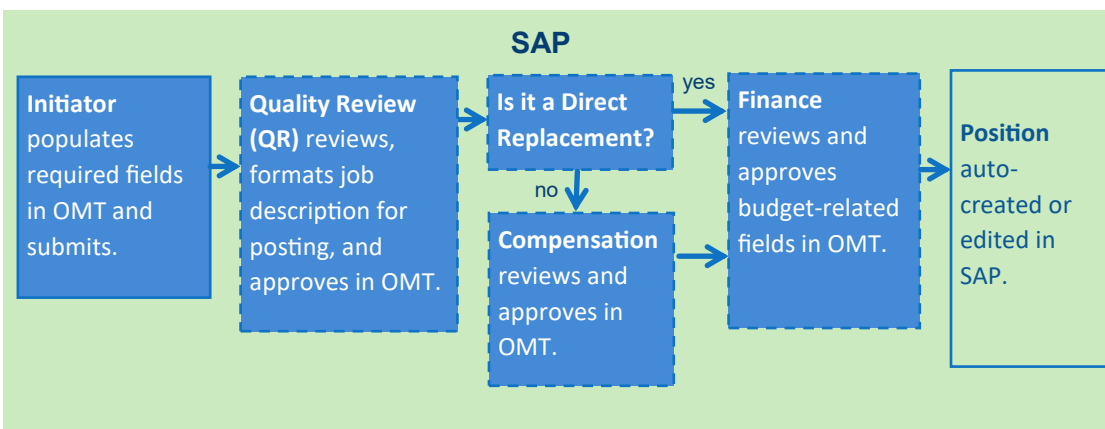 SAP
Initiator
populates
required fields
in OMT and
submits.
Quality Review
(QR) reviews,
formats job
description for
posting, and
approves in OMT.
Is it a Direct
Replacement?
yes
no
Compensation
reviews and
approves in
OMT.
Finance
reviews and
approves
budget-related
fields in OMT.
Position
auto-
created or
edited in
SAP.